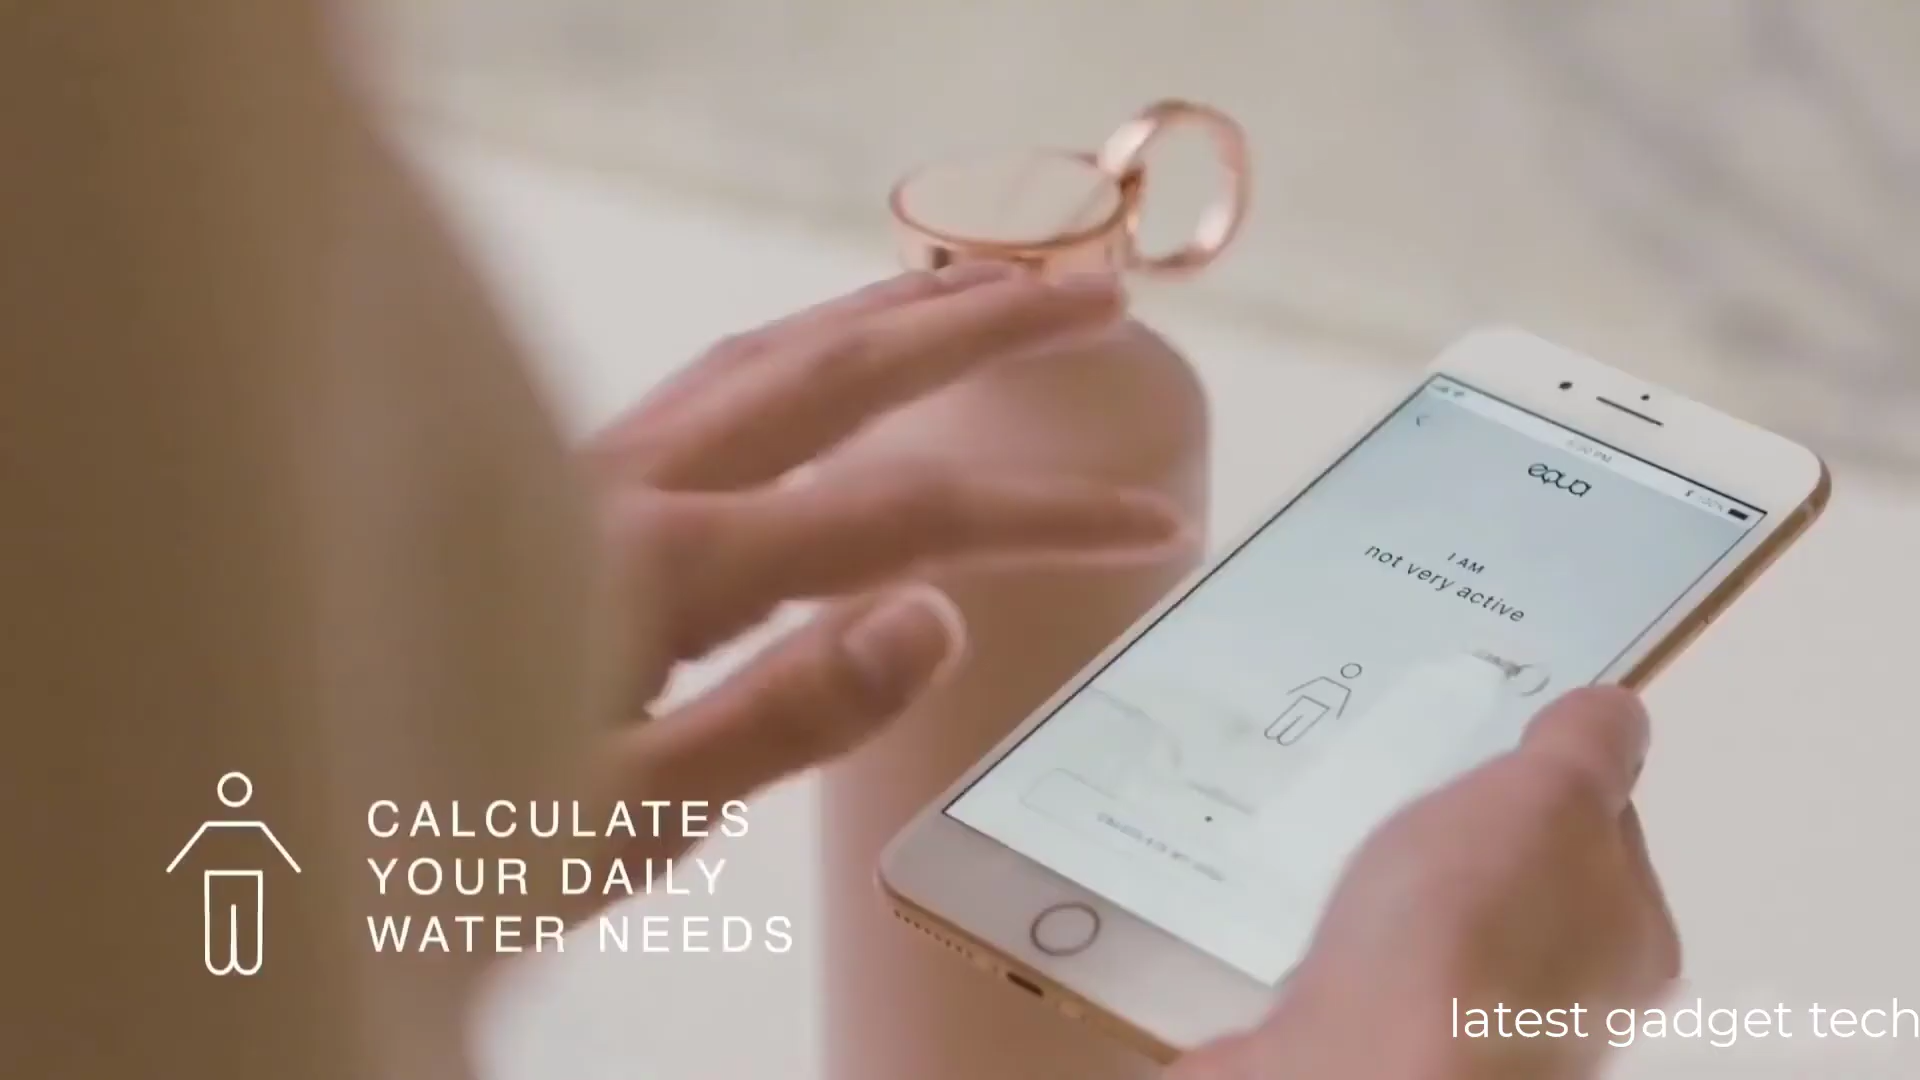 equa
I AM
not very active
CALCULATES
YOUR DAILY
WATER NEEDS
latest gadget tech